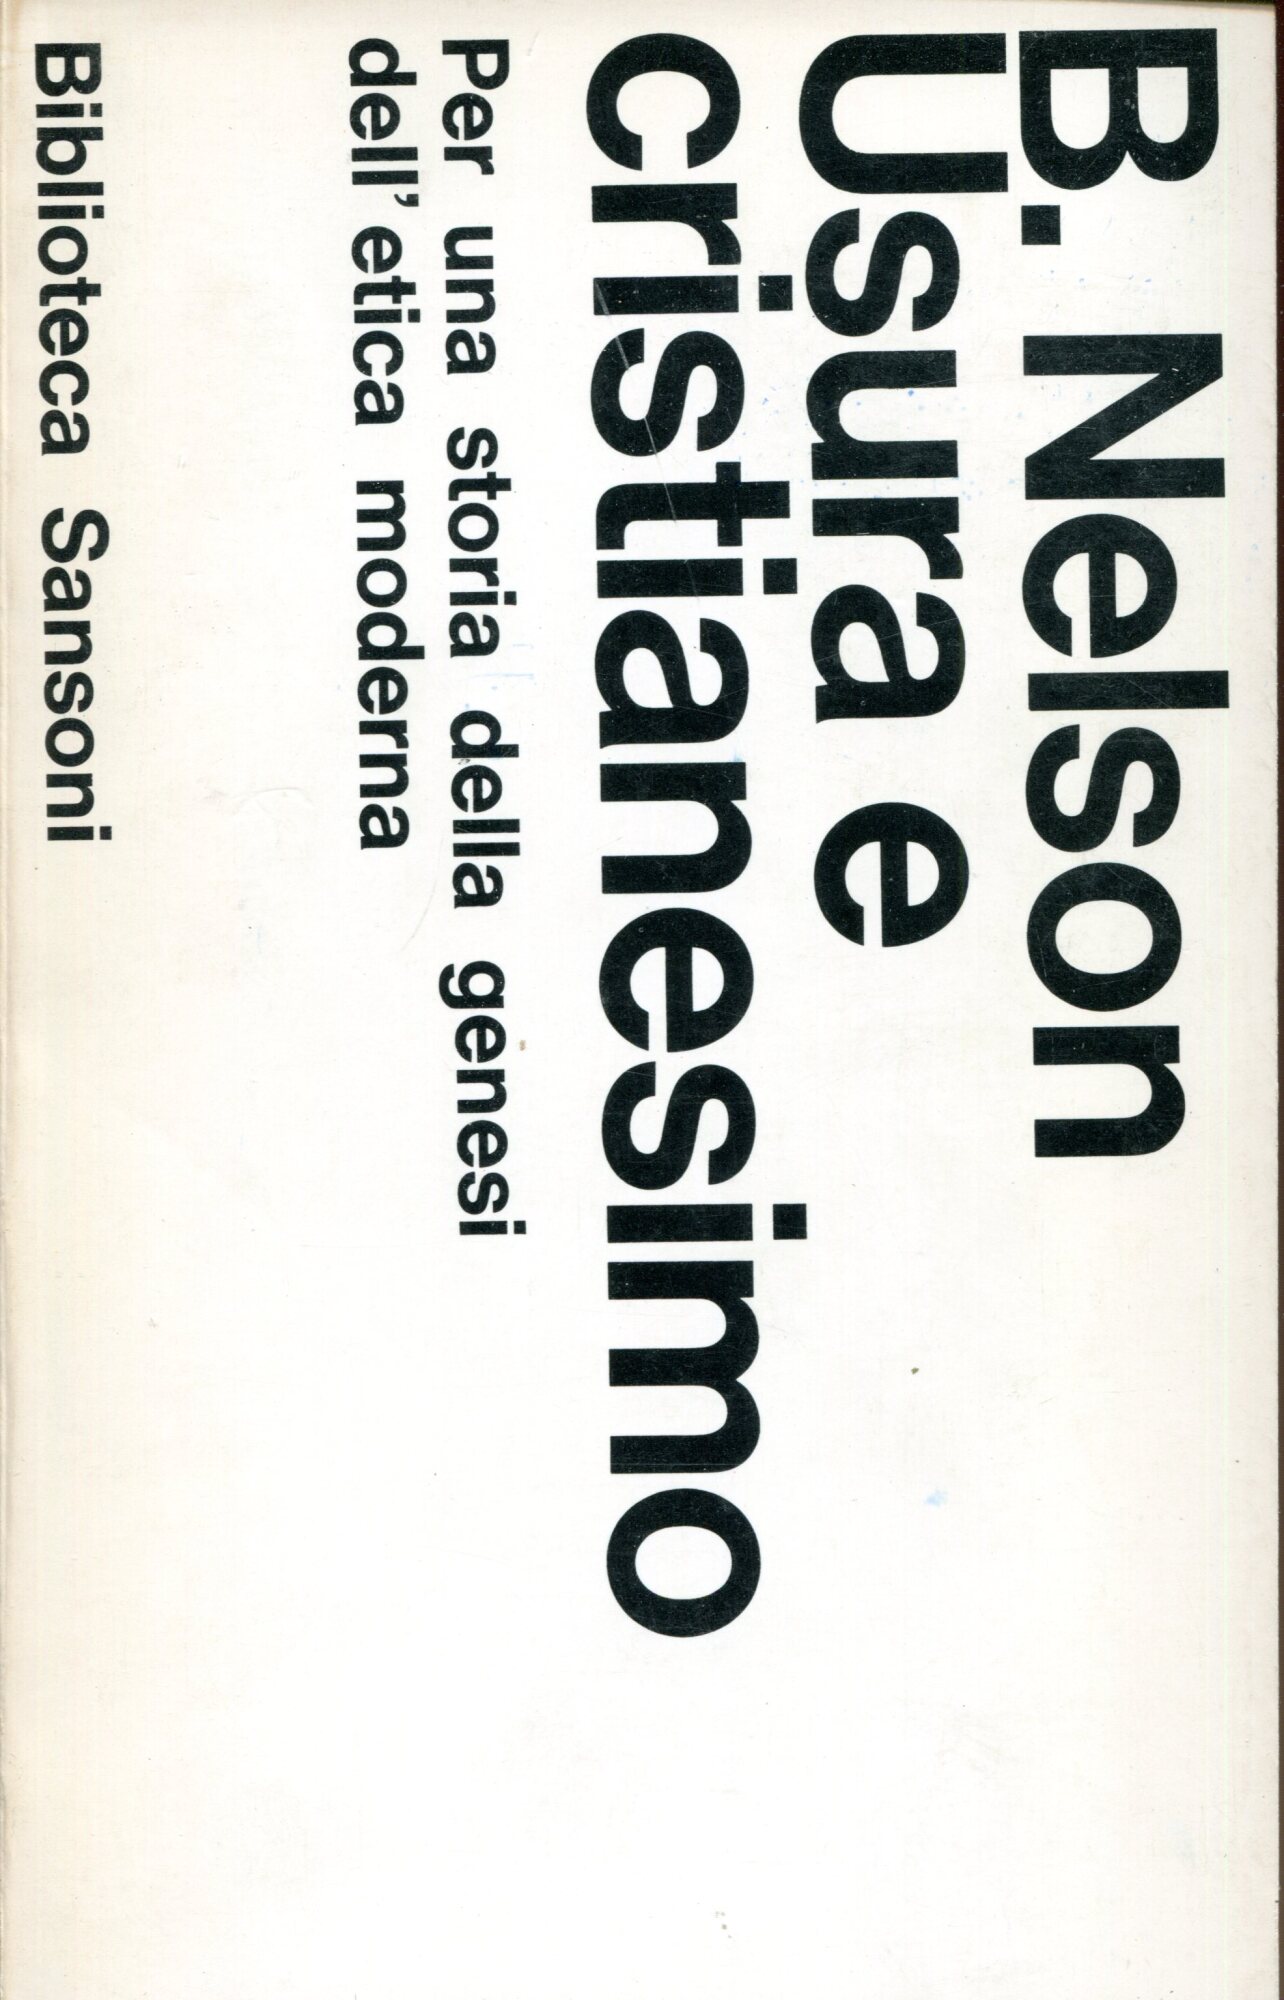 B. Nelson
Usura e
cristianesimo
Per una storia della genesi
dell' etica moderna
Biblioteca Sansoni